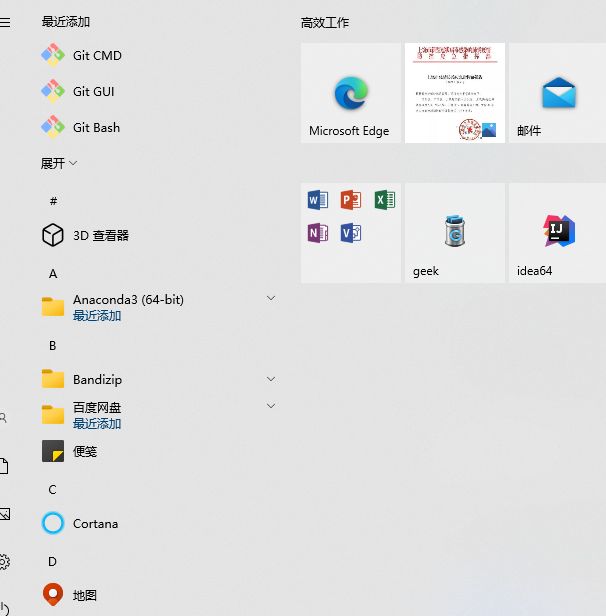 最近添加
Git CMD
Git GUI
Git Bash
展开
#
3D 查看器
A
Anaconda3 (64-bit)
最近添加
B
Bandizip
百度网盘
最近添加
便笺
C
Cortana
D
地图
高效工作
Microsoft Edge
邮件
W
P
X
N
V
geek
IJ
idea64